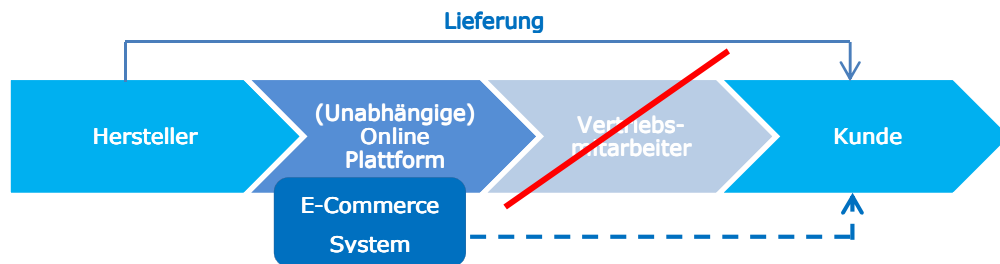 Lieferung
Hersteller
(Unabhängige)
Online
Plattform
Vertriebs-
mitarbeiter
Kunde
E-Commerce
System